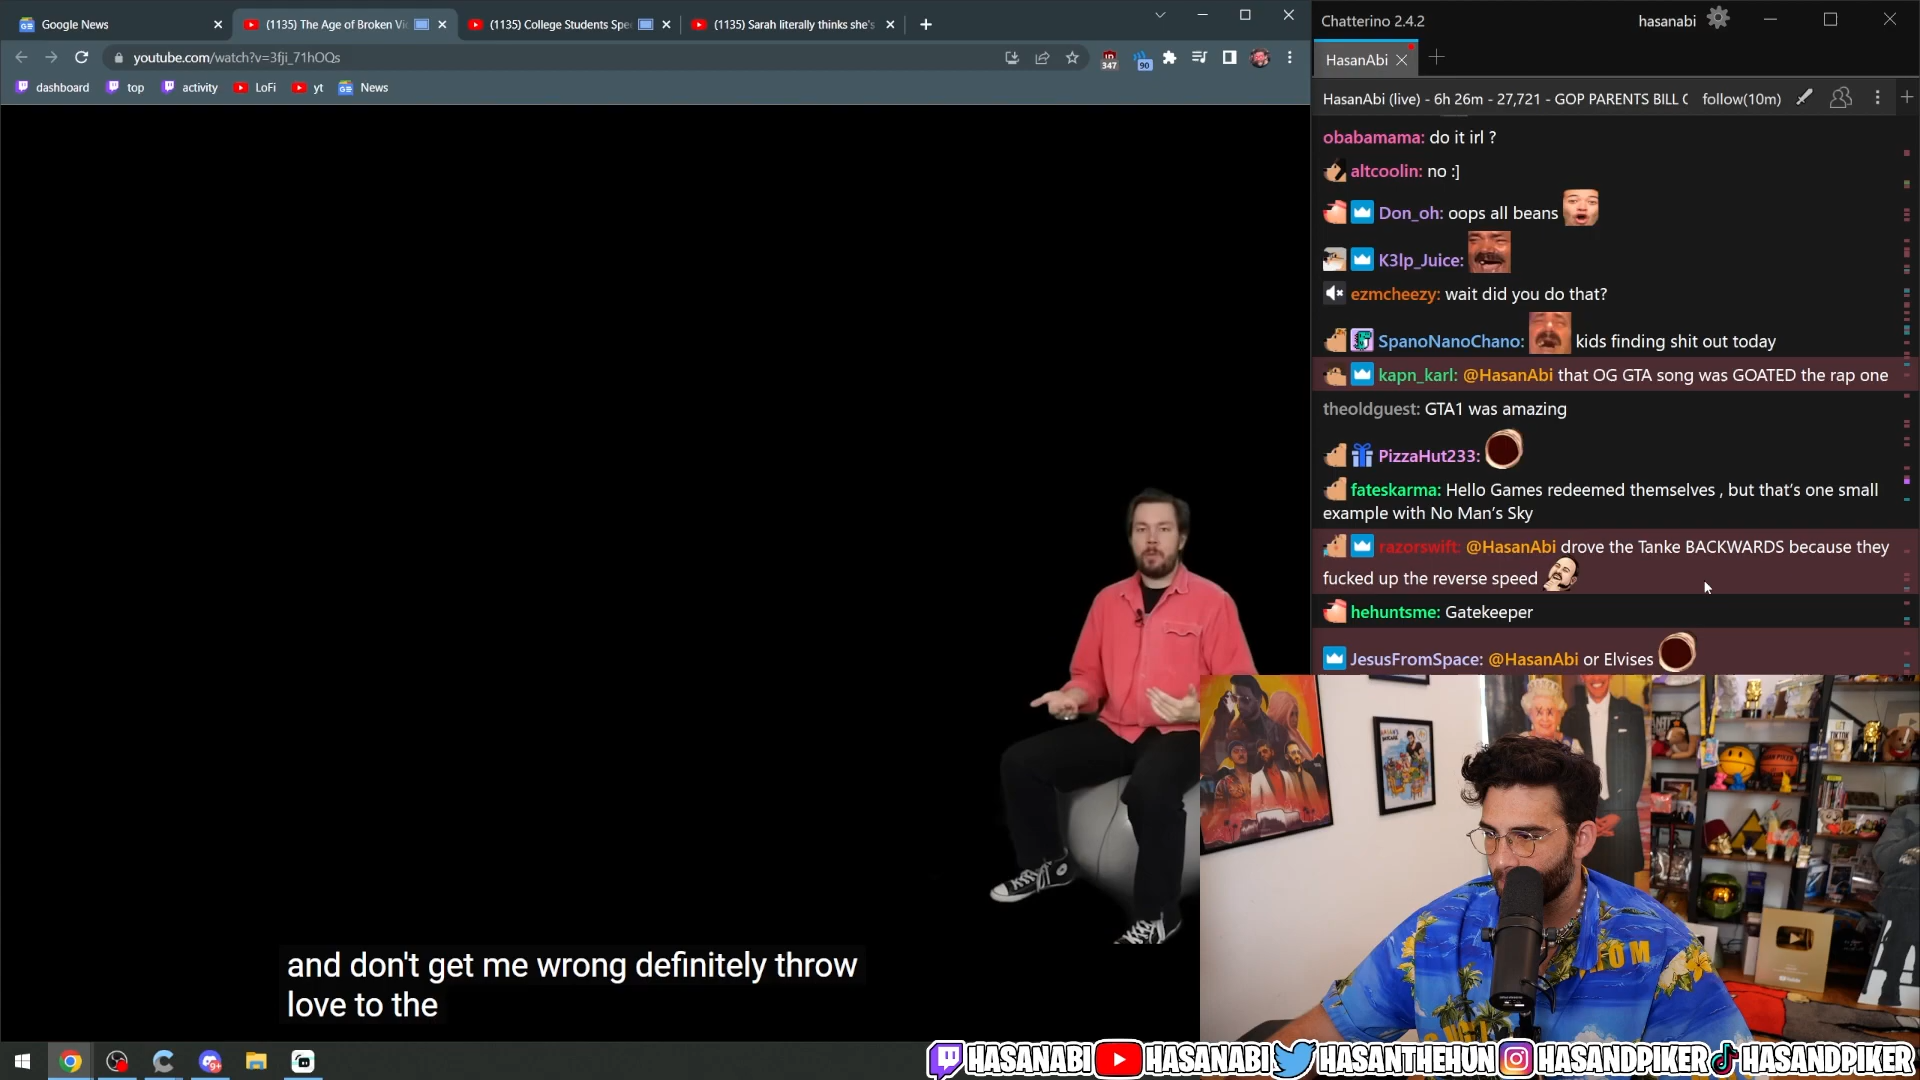 Google News
(1135) The Age of Broken Vi
(1135) College Students Spe
(1135) Sarah literally thinks she's
youtube.com/watch?v=3fji_71hOQs
347
90
dashboard
top
activity
LoFi
yt
News
Chatterino 2.4.2
hasanabi
HasanAbi
HasanAbi (live) - 6h 26m - 27,721 - GOP PARENTS BILL
follow(10m)
obabamama: do it irl ?
altcoolin: no :]
Don_oh: oops all beans
K3lp_Juice:
ezmcheezy: wait did you do that?
SpanoNanoChano: kids finding shit out today
kapn_karl: @HasanAbi that OG GTA song was GOATED the rap one
theoldguest: GTA1 was amazing
PizzaHut233:
fateskarma: Hello Games redeemed themselves , but that's one small
example with No Man's Sky
razorswift: @HasanAbi drove the Tanke BACKWARDS because they
fucked up the reverse speed
hehuntsme: Gatekeeper
JesusFromSpace: @HasanAbi or Elvises
and don't get me wrong definitely throw
love to the
HASANABI
HASANABI
HASANTHEHUN
HASANDPIKER
HASANDPIKER